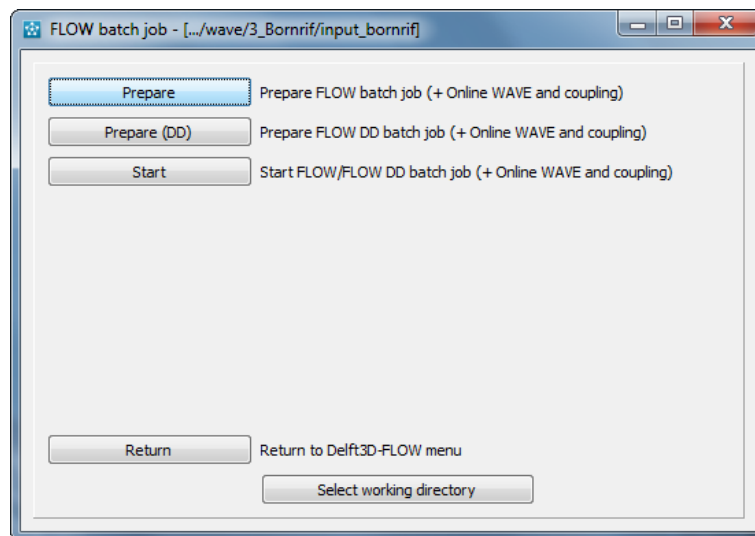 FLOW batch job - [.../wave/3_Bornrif/input_bornrif]
Prepare Prepare FLOW batch job (+ Online WAVE and coupling)
Prepare (DD) Prepare FLOW DD batch job (+ Online WAVE and coupling)
Start Start FLOW/FLOW DD batch job (+ Online WAVE and coupling)
Return Return to Delft3D-FLOW menu
Select working directory